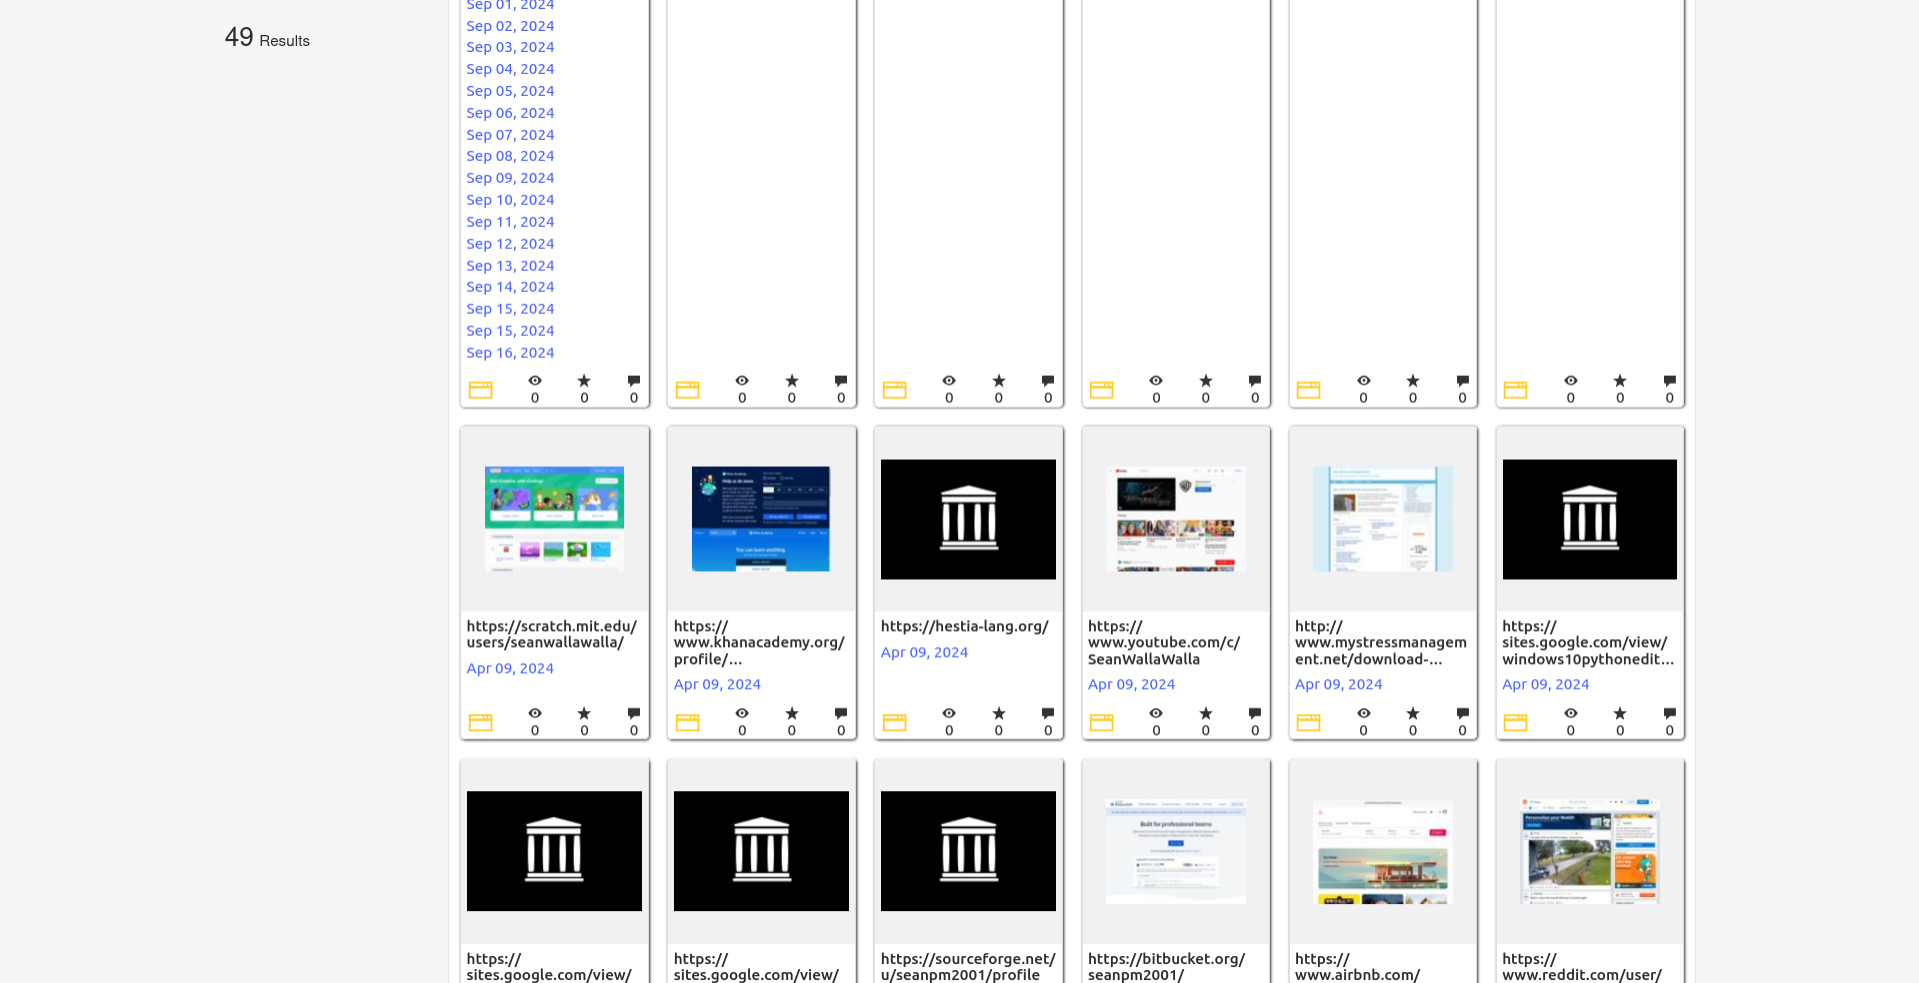 49 Results
Sep 01, 2024
Sep 02, 2024
Sep 03, 2024
Sep 04, 2024
Sep 05, 2024
Sep 06, 2024
Sep 07, 2024
Sep 08, 2024
Sep 09, 2024
Sep 10, 2024
Sep 11, 2024
Sep 12, 2024
Sep 13, 2024
Sep 14, 2024
Sep 15, 2024
Sep 15, 2024
Sep 16, 2024
0 0 0
0 0 0
0 0 0
0 0 0
0 0 0
0 0 0
https://scratch.mit.edu/
users/seanwallawalla/
Apr 09, 2024
0 0 0
https://
www.khanacademy.org/
profile/...
Apr 09, 2024
0 0 0
https://hestia-lang.org/
Apr 09, 2024
0 0 0
https://
www.youtube.com/c/
SeanWallaWalla
Apr 09, 2024
0 0 0
http://
www.mystressmanagem
ent.net/download-...
Apr 09, 2024
0 0 0
https://
sites.google.com/view/
windows10pythonedit...
Apr 09, 2024
0 0 0
https://
sites.google.com/view/
https://
sites.google.com/view/
https://sourceforge.net/
u/seanpm2001/profile
Built for professional teams
https://bitbucket.org/
seanpm2001/
https://
www.airbnb.com/
https://
www.reddit.com/user/